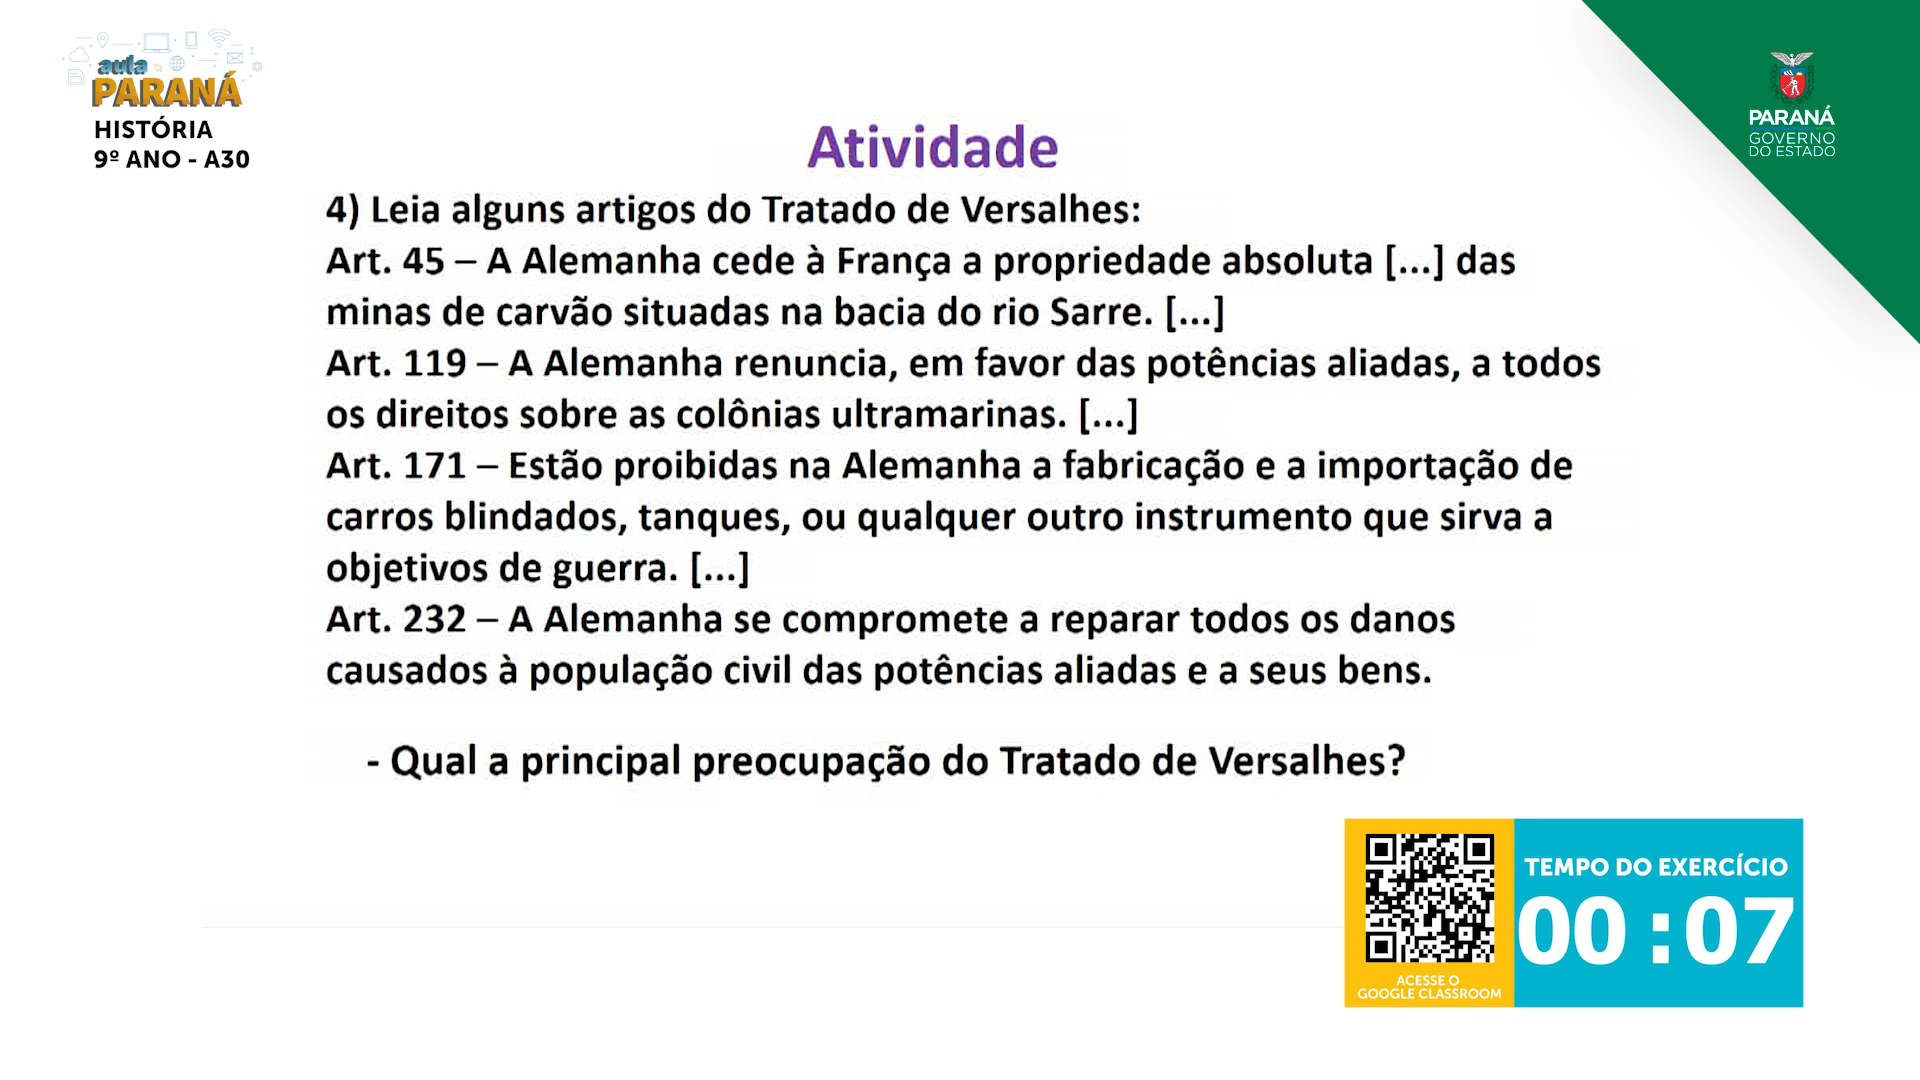 aula
PARANÁ
HISTÓRIA
9º ANO - A30
PARANÁ
GOVERNO
DO ESTADO
Atividade
4) Leia alguns artigos do Tratado de Versalhes:
Art. 45 – A Alemanha cede à França a propriedade absoluta [...] das
minas de carvão situadas na bacia do rio Sarre. [...]
Art. 119 – A Alemanha renuncia, em favor das potências aliadas, a todos
os direitos sobre as colônias ultramarinas. [...]
Art. 171 – Estão proibidas na Alemanha a fabricação e a importação de
carros blindados, tanques, ou qualquer outro instrumento que sirva a
objetivos de guerra. [...]
Art. 232 – A Alemanha se compromete a reparar todos os danos
causados à população civil das potências aliadas e a seus bens.
- Qual a principal preocupação do Tratado de Versalhes?
TEMPO DO EXERCÍCIO
00 : 07
ACESSE O
GOOGLE CLASSROOM